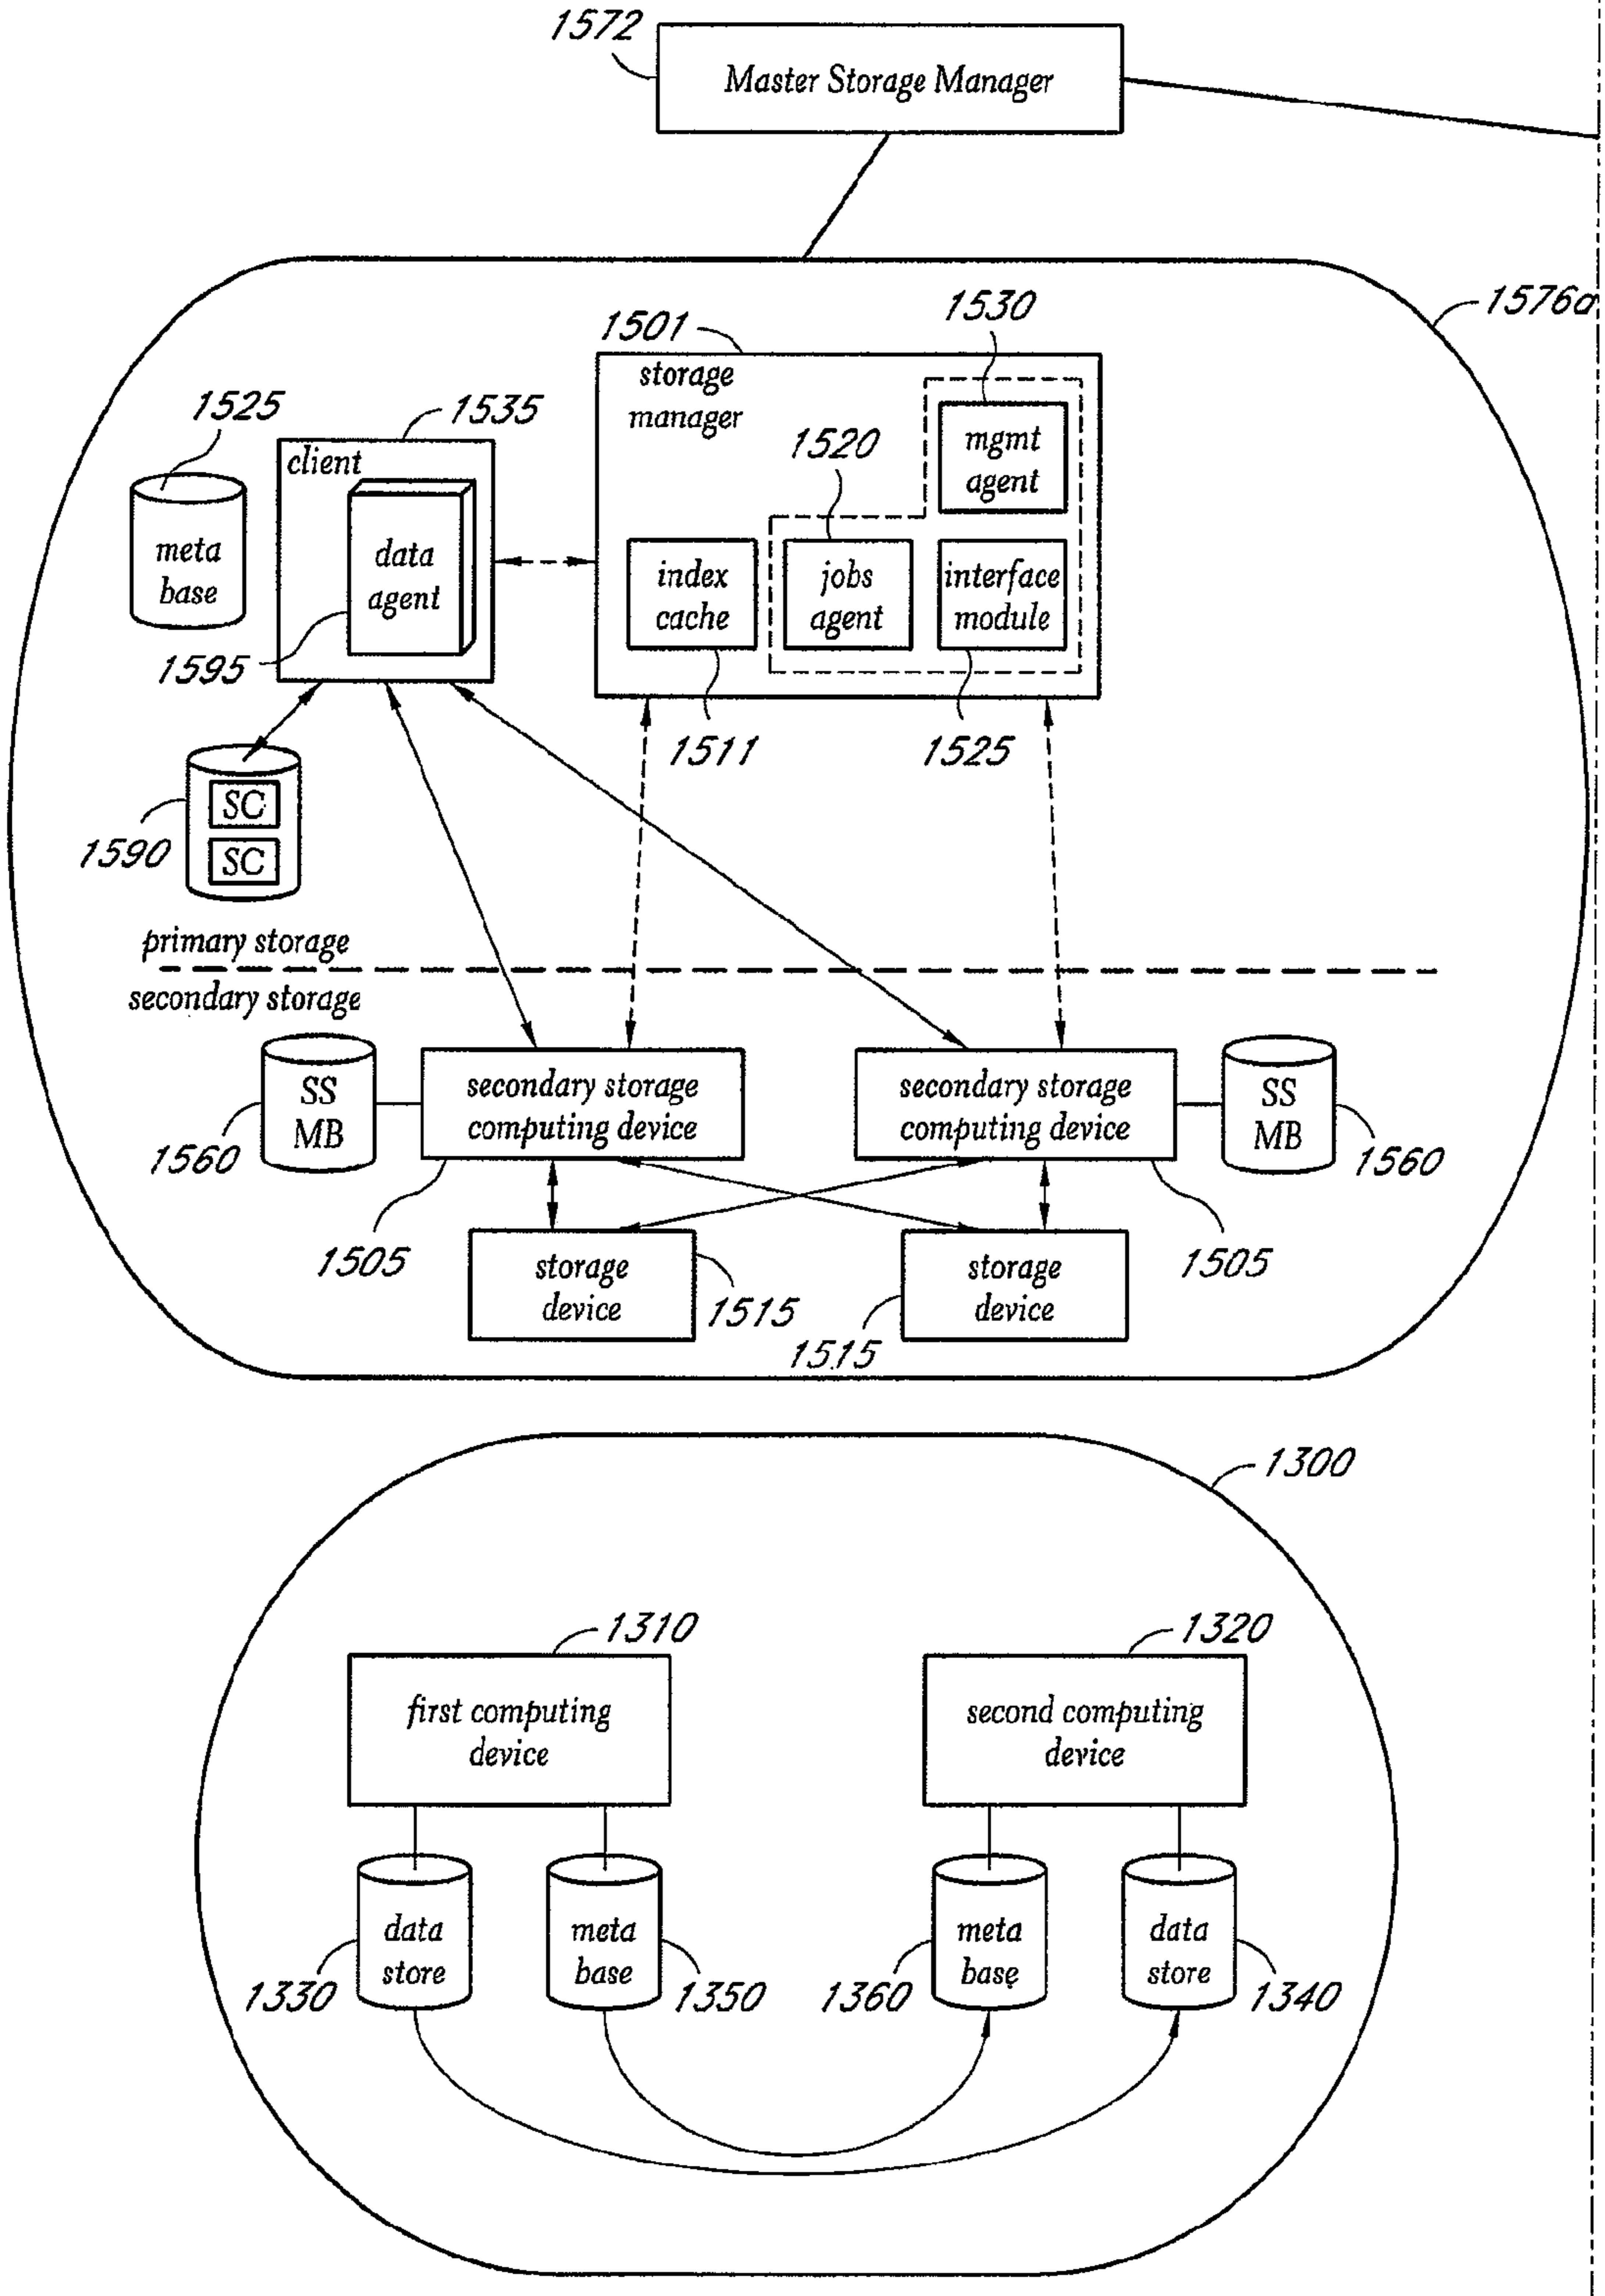 1572
Master Storage Manager
1576a
1530
1501
storage
manager
mgmt
agent
1525
1535
1520
client
meta
base
data
agent
index
cache
jobs
agent
interface
module
1595
1511
1525
SC
SC
1590
primary storage
secondary storage
SS
MB
secondary storage
computing device
secondary storage
computing device
SS
MB
1560
1560
1505
1505
storage
device
storage
device
1515
1515
1300
1310
1320
first computing
device
second computing
device
data
store
meta
base
meta
base
data
store
1330
1350
1360
1340